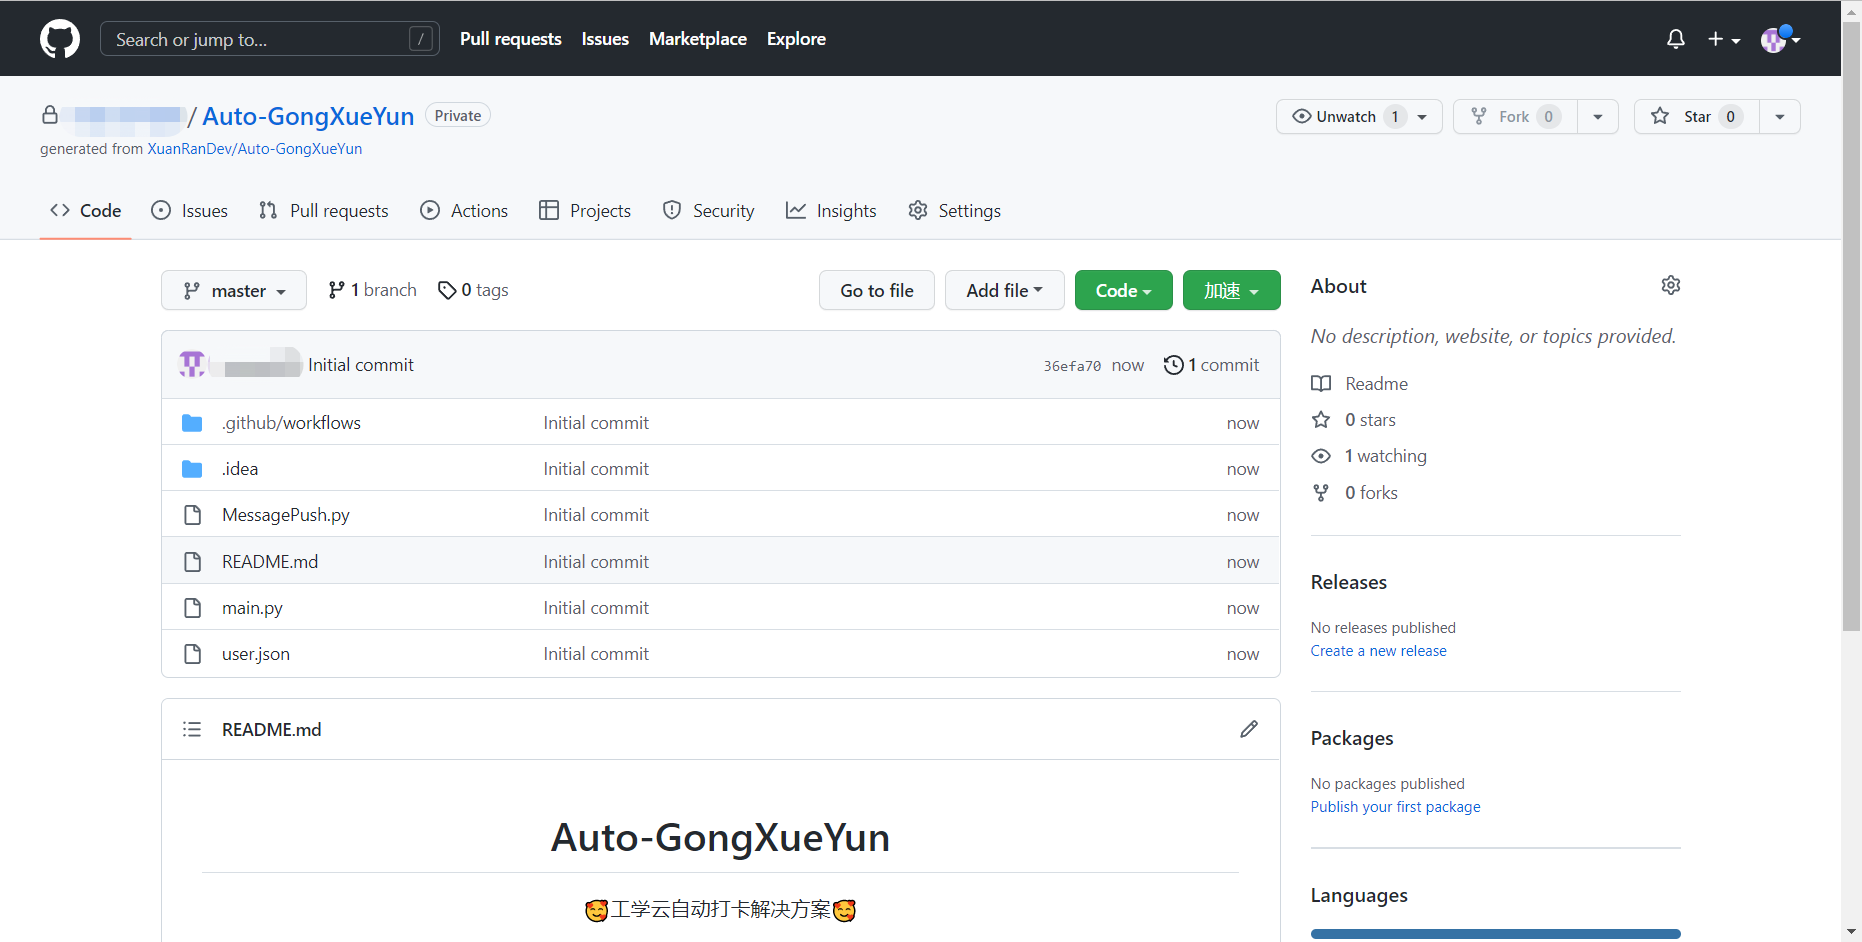 Search or jump to... /
Pull requests Issues Marketplace Explore
/ Auto-GongXueYun Private
Unwatch 1 Fork 0 Star 0
generated from XuanRanDev/Auto-GongXueYun
Code Issues Pull requests Actions Projects Security Insights Settings
master 1 branch 0 tags Go to file Add file Code 加速
Initial commit 36efa70 now 1 commit
.github/workflows Initial commit now
.idea Initial commit now
MessagePush.py Initial commit now
README.md Initial commit now
main.py Initial commit now
user.json Initial commit now
README.md
Auto-GongXueYun
🥰工学云自动打卡解决方案🥰
About
No description, website, or topics provided.
Readme
0 stars
1 watching
0 forks
Releases
No releases published
Create a new release
Packages
No packages published
Publish your first package
Languages